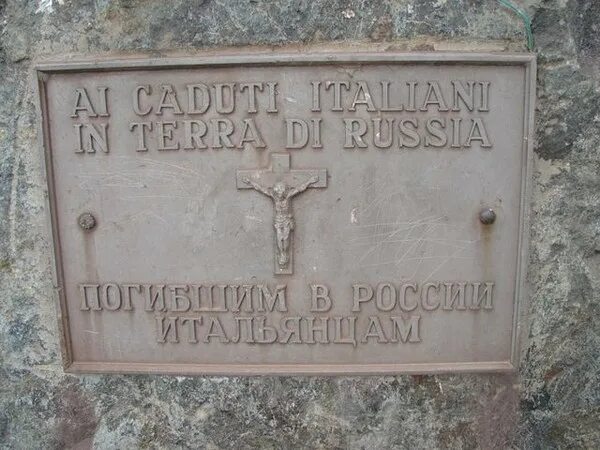 AI CADUTI ITALIANI
IN TERRA DI RUSSIA
ПОГИБШИМ В РОССИИ
ИТАЛЬЯНЦАМ